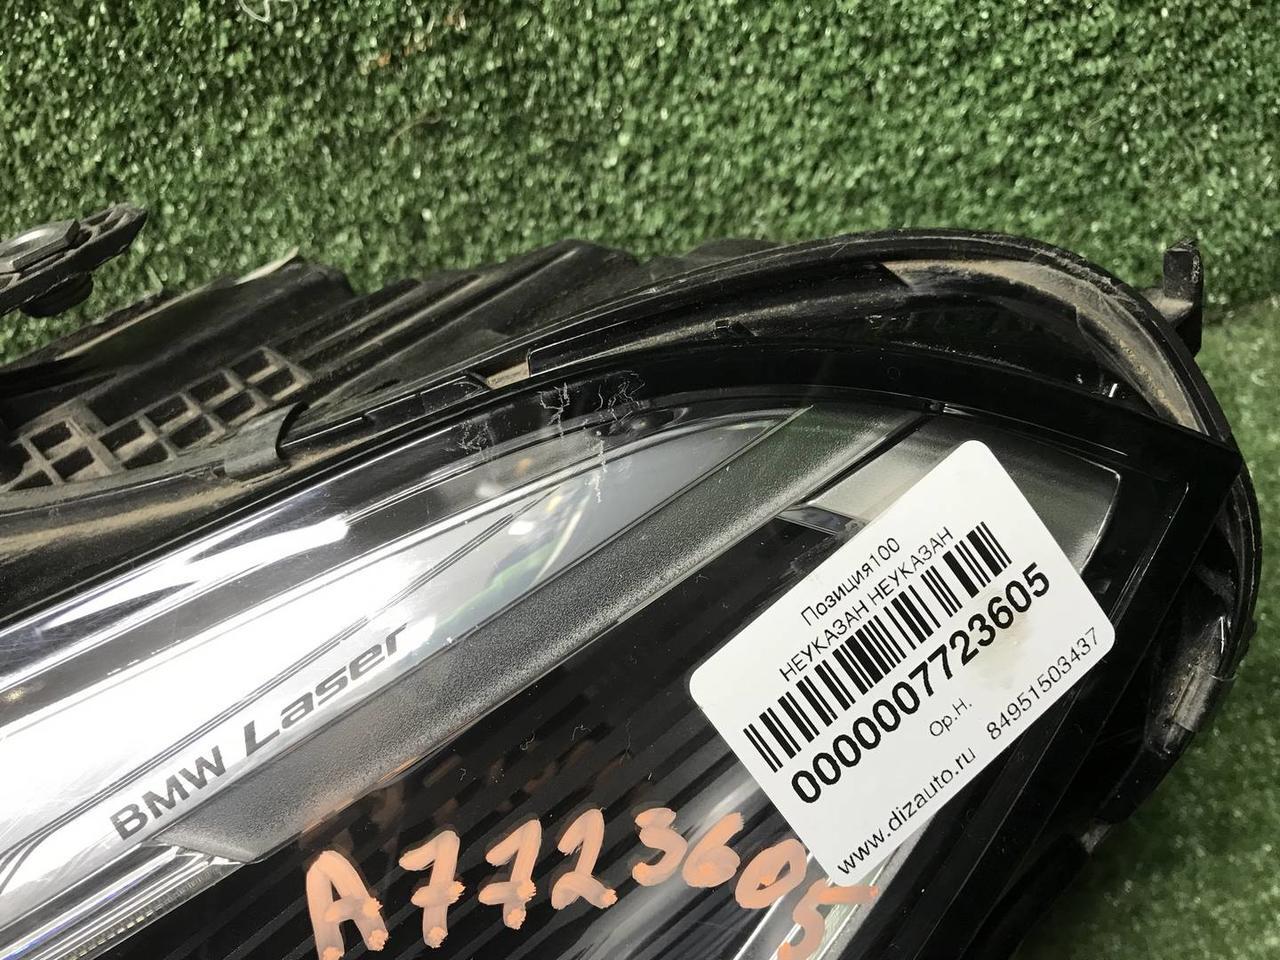 BMW Laser
Позиция100
НЕУКАЗАН НЕУКАЗАН
0000007723605
Ор.Н.
www.dizauto.ru 84951503437
A7723605